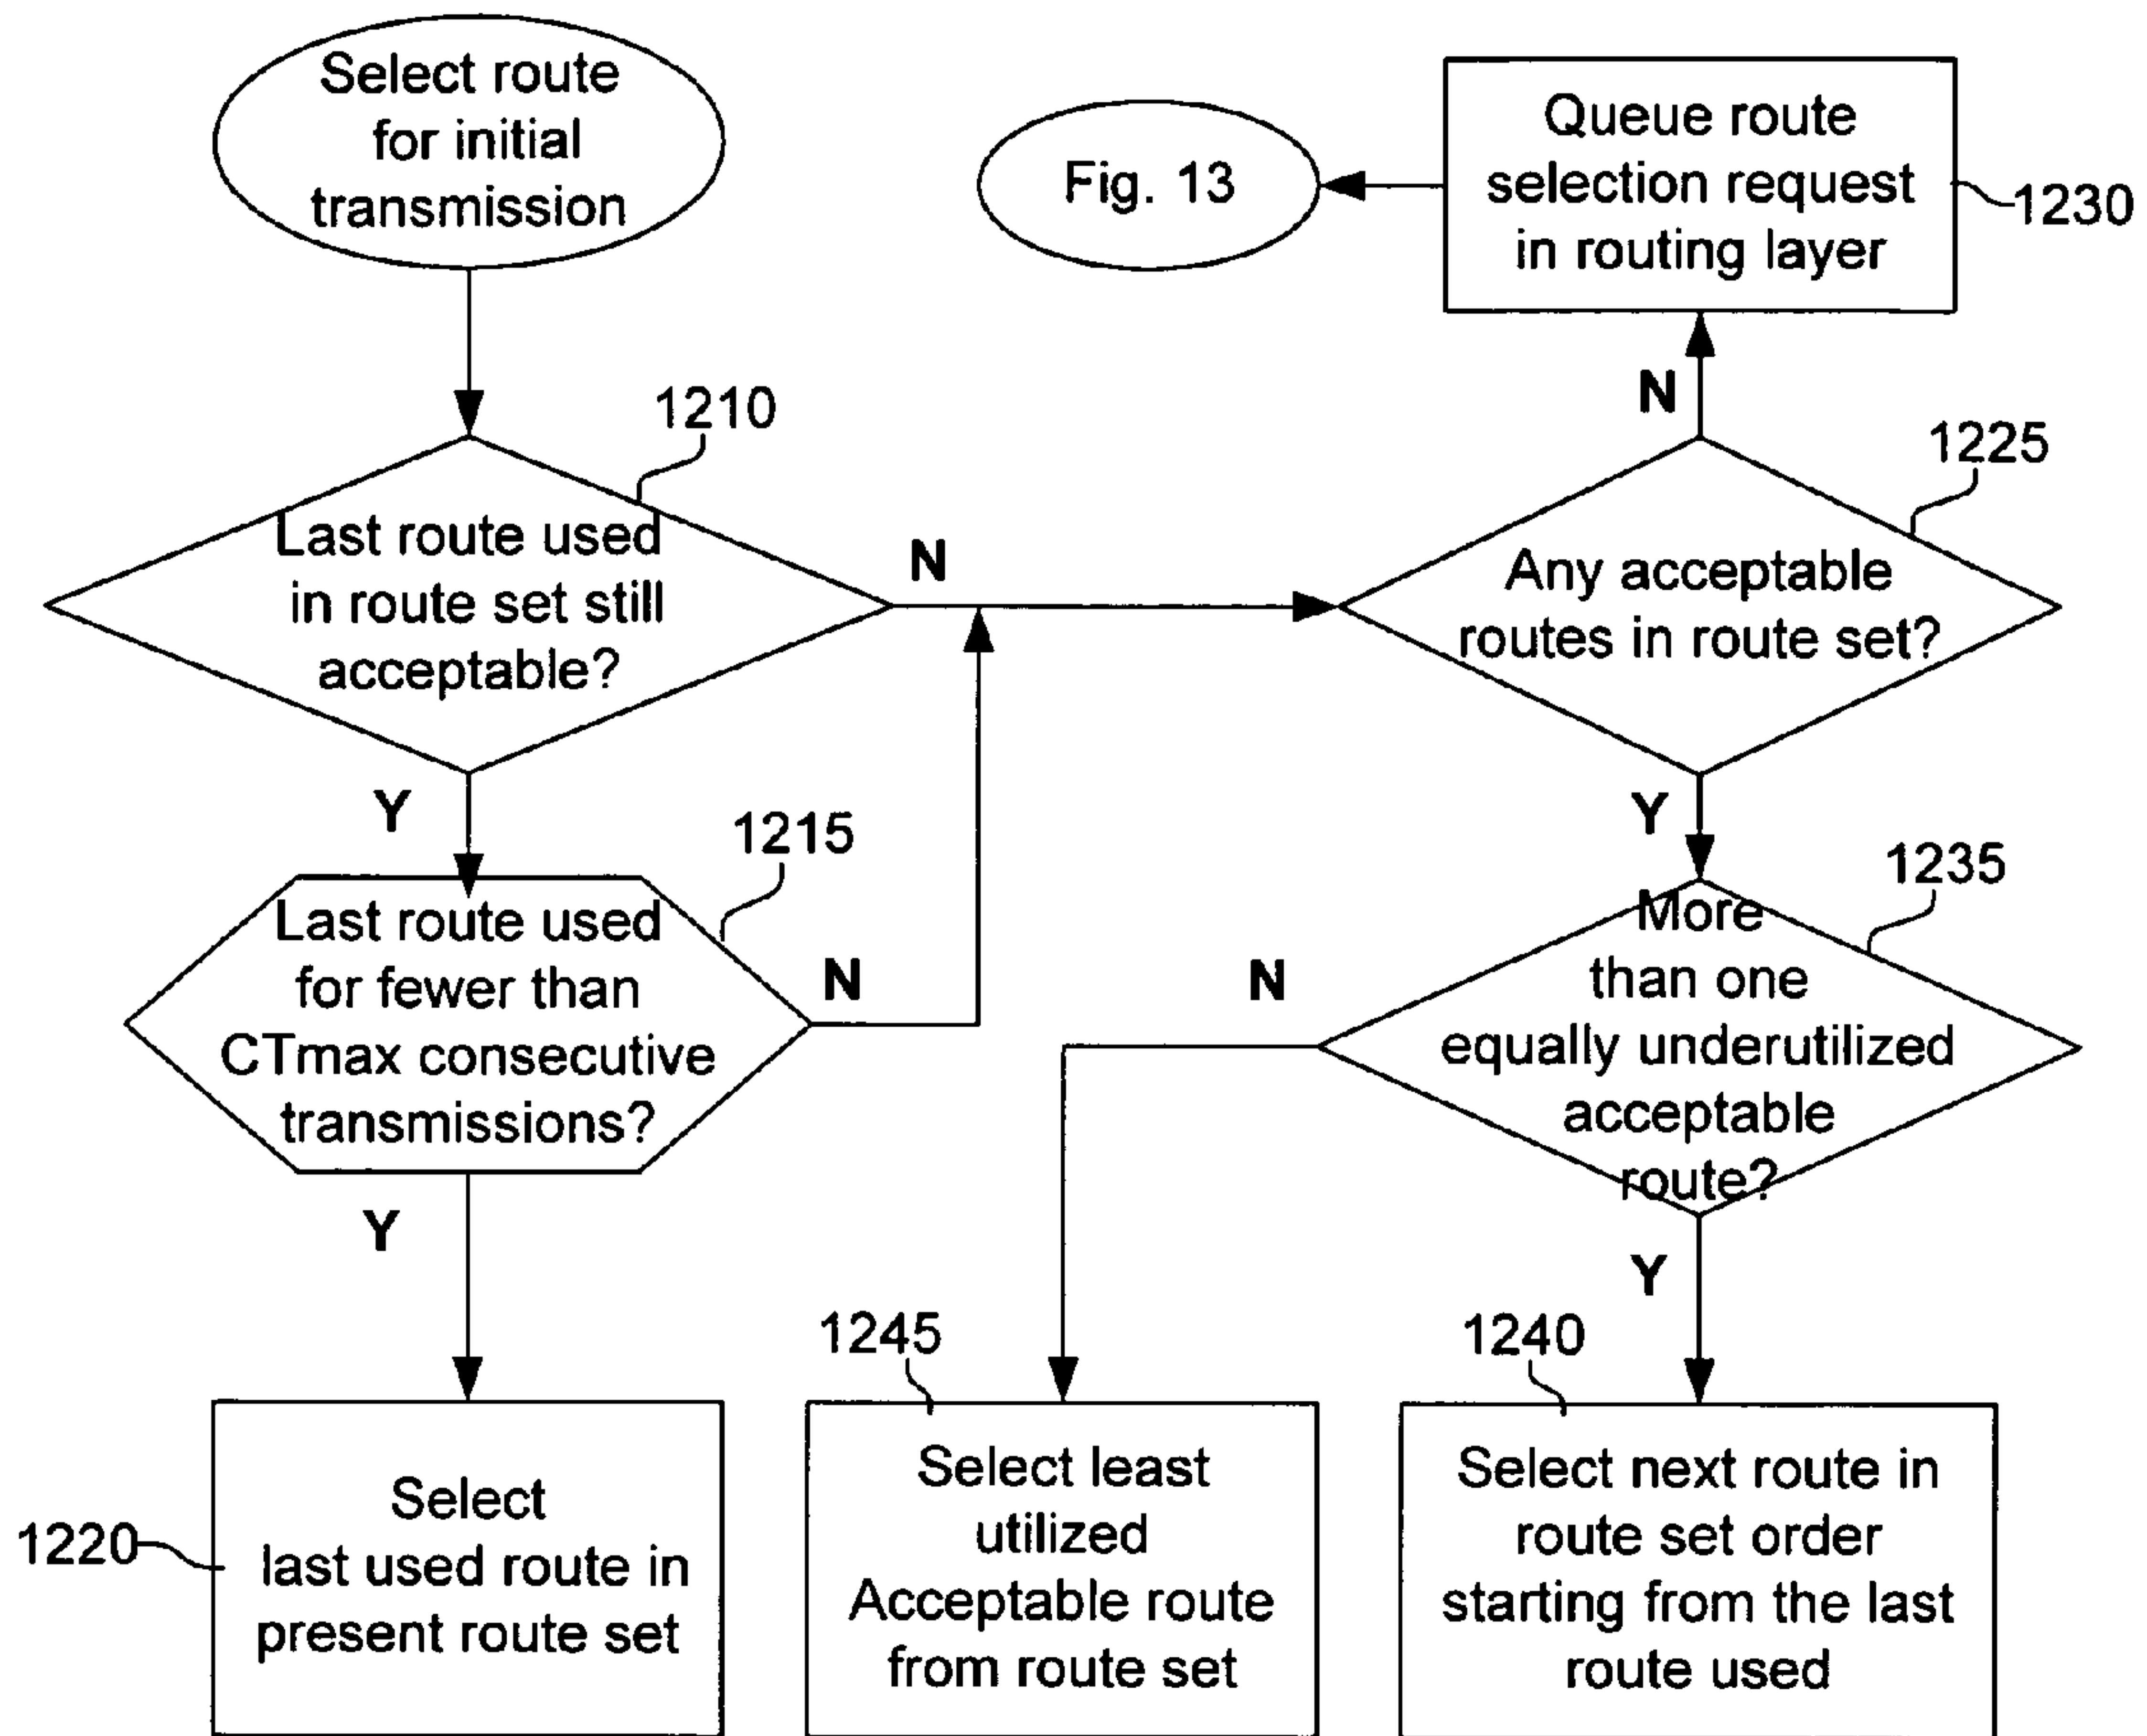 Select route
for initial
transmission
Fig. 13
Queue route
selection request
in routing layer
1230
1210
Last route used
in route set still
acceptable?
N
Y
1225
Any acceptable
routes in route set?
N
Y
1215
Last route used
for fewer than
CTmax consecutive
transmissions?
N
Y
1235
More
than one
equally underutilized
acceptable
route?
N
Y
1220
Select
last used route in
present route set
1245
Select least
utilized
Acceptable route
from route set
1240
Select next route in
route set order
starting from the last
route used